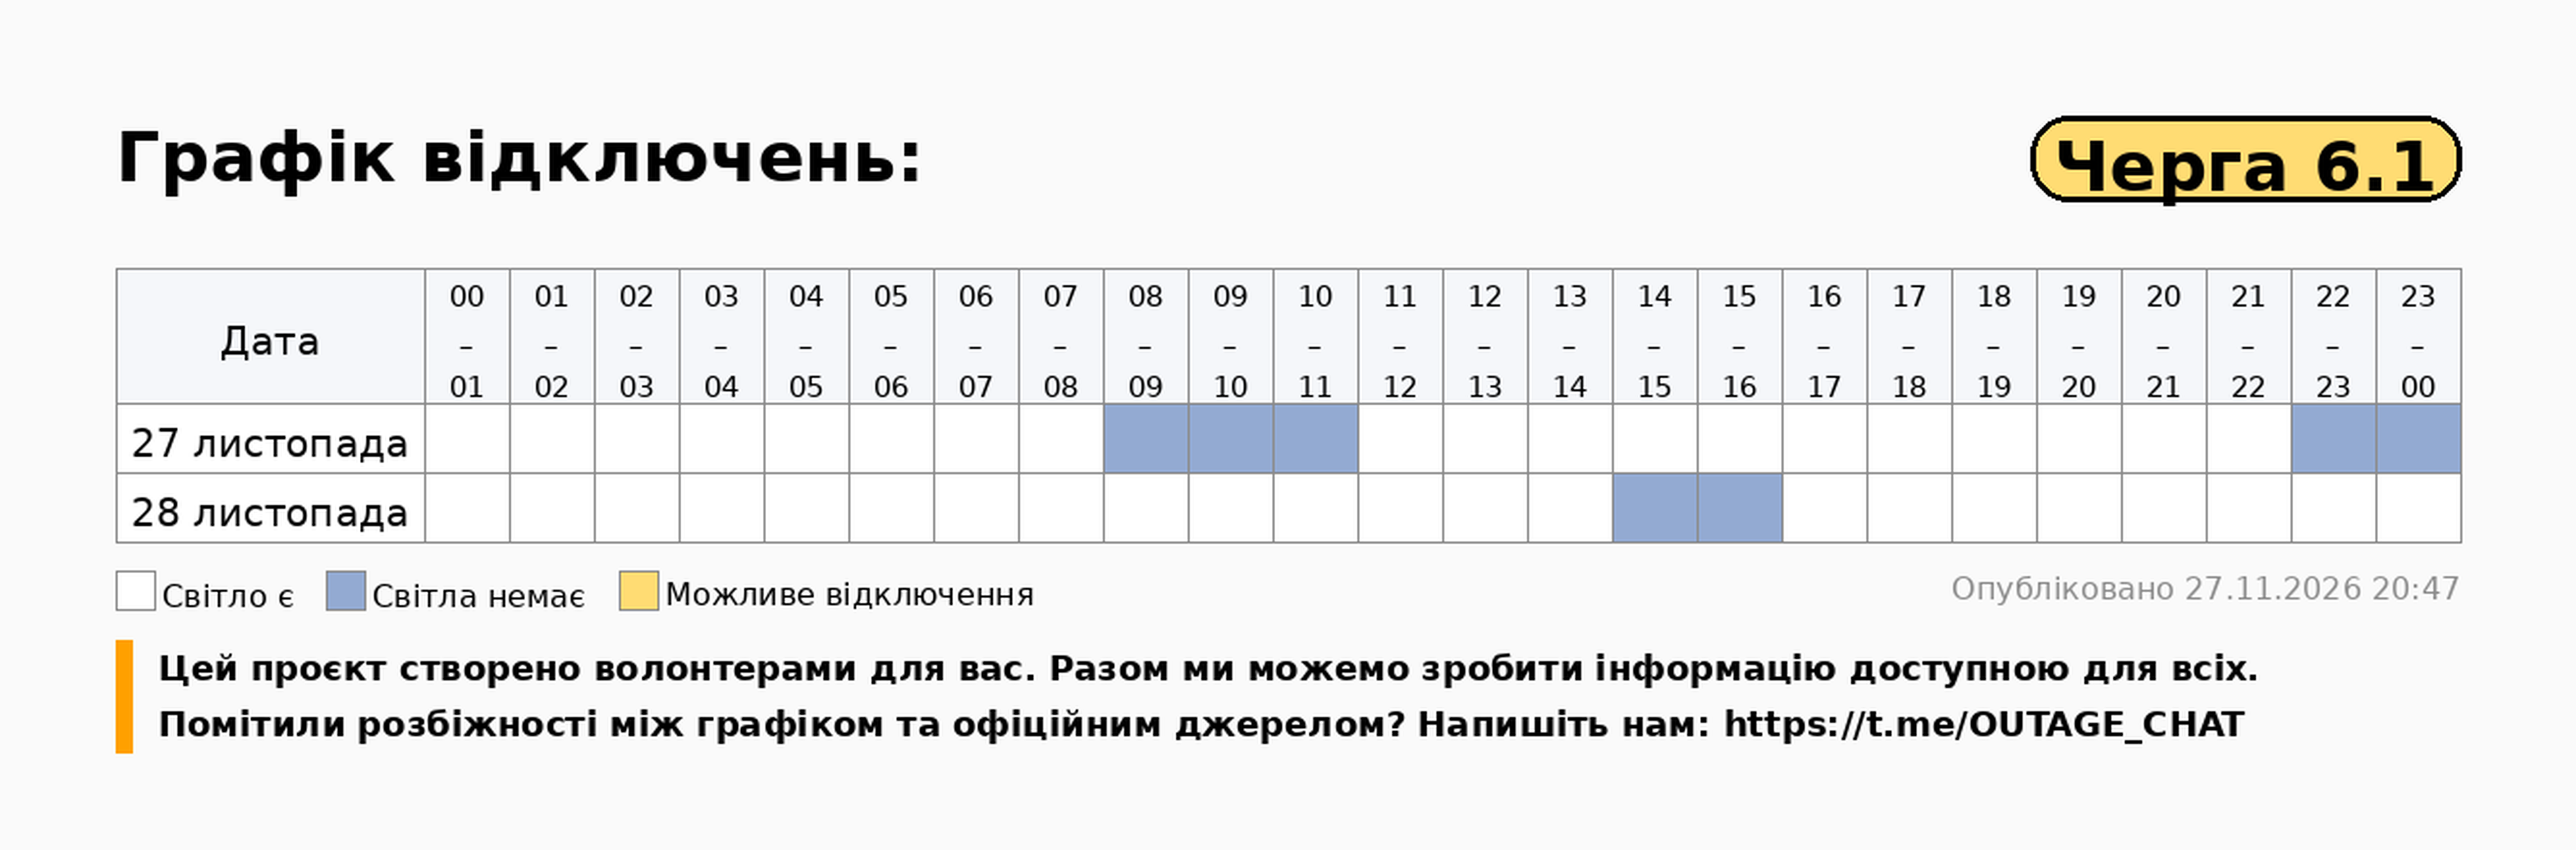 Графік відключень:
Черга 6.1
Дата 00 – 01 01 – 02 02 – 03 03 – 04 04 – 05 05 – 06 06 – 07 07 – 08 08 – 09 09 – 10 10 – 11 11 – 12 12 – 13 13 – 14 14 – 15 15 – 16 16 – 17 17 – 18 18 – 19 19 – 20 20 – 21 21 – 22 22 – 23 23 – 00
27 листопада
28 листопада
Світло є Світла немає Можливе відключення
Опубліковано 27.11.2026 20:47
Цей проєкт створено волонтерами для вас. Разом ми можемо зробити інформацію доступною для всіх.
Помітили розбіжності між графіком та офіційним джерелом? Напишіть нам: https://t.me/OUTAGE_CHAT